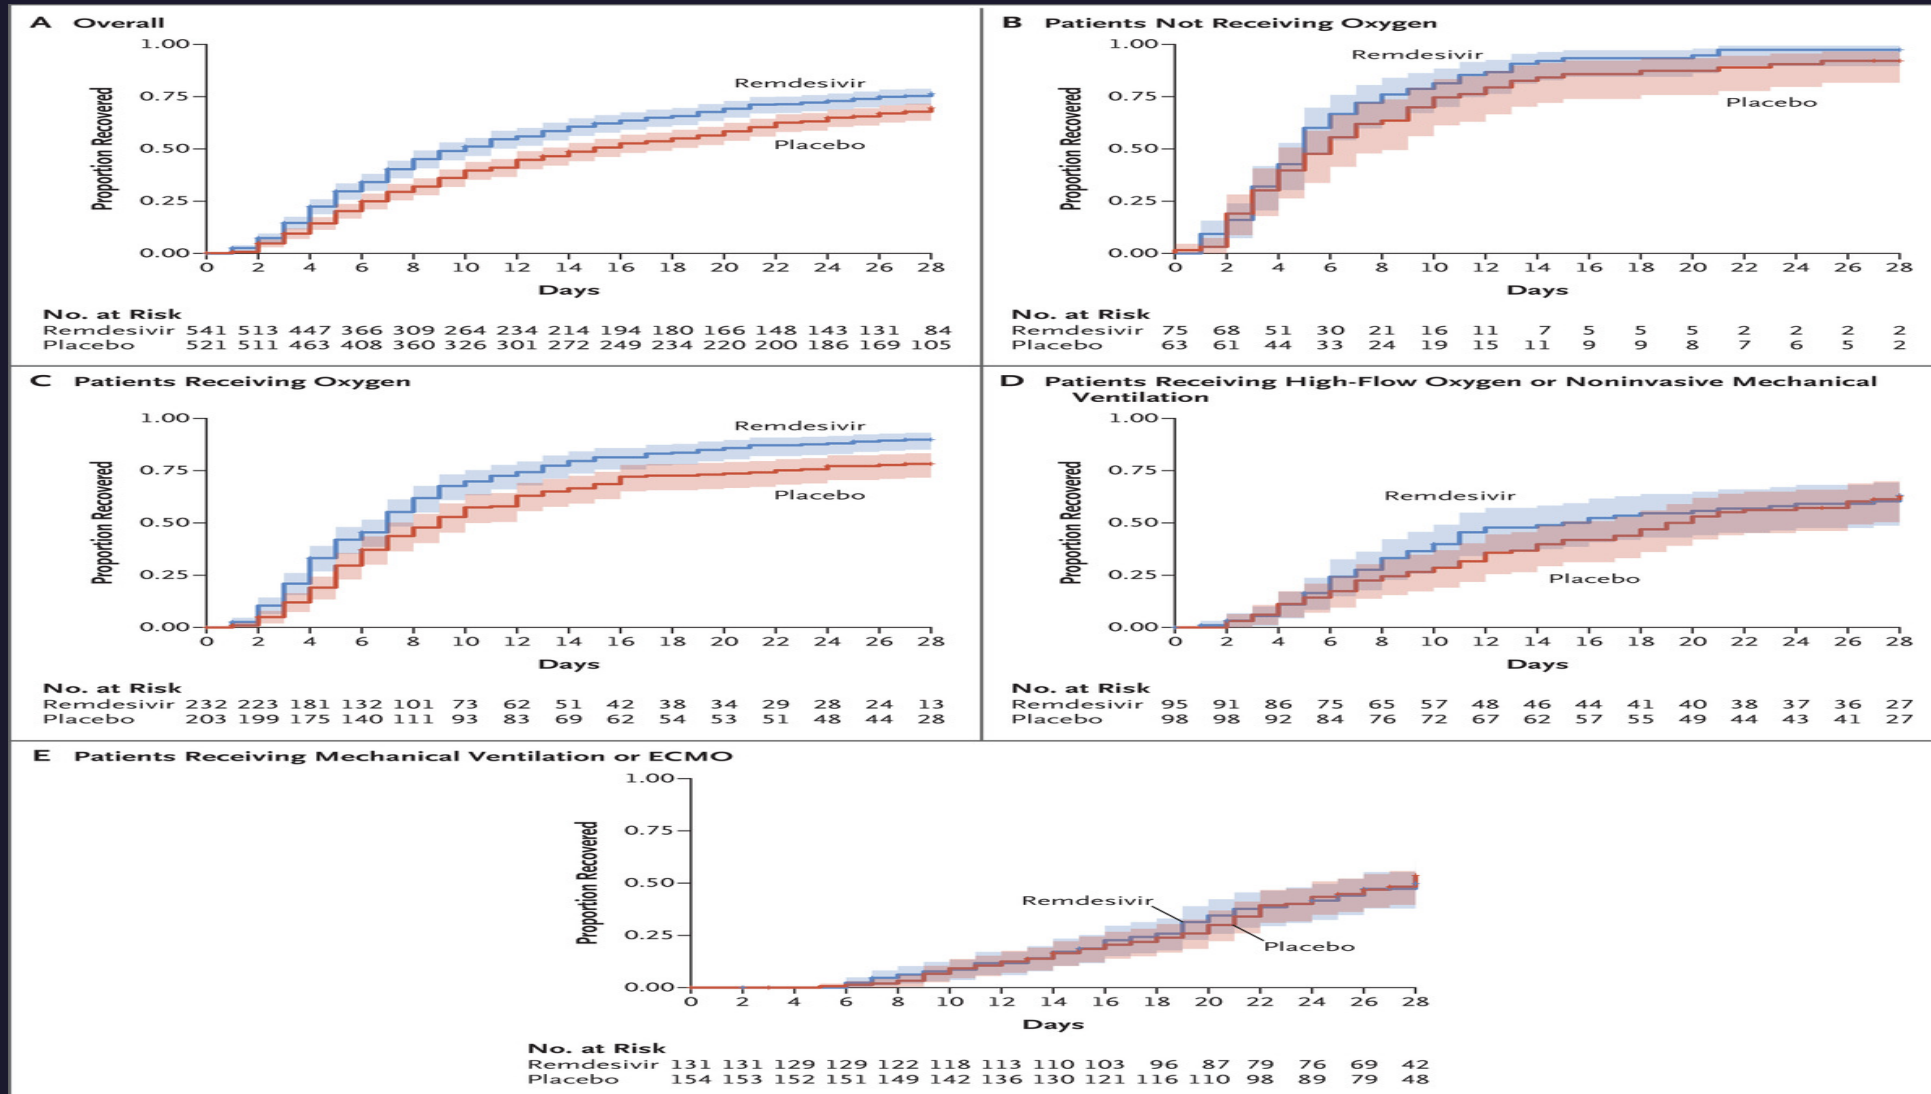 A Overall
1.00
0.75
0.50
0.25
0.00
Proportion Recovered
Remdesivir
Placebo
0 2 4 6 8 10 12 14 16 18 20 22 24 26 28
Days
No. at Risk
Remdesivir 541 513 447 366 309 264 234 214 194 180 166 148 143 131 84
Placebo 521 511 463 408 360 326 301 272 249 234 220 200 186 169 105
B Patients Not Receiving Oxygen
1.00
0.75
0.50
0.25
0.00
Proportion Recovered
Remdesivir
Placebo
0 2 4 6 8 10 12 14 16 18 20 22 24 26 28
Days
No. at Risk
Remdesivir 75 68 51 30 21 16 11 7 5 5 5 2 2 2 2
Placebo 63 61 44 33 24 19 15 11 9 9 8 7 6 5 2
C Patients Receiving Oxygen
1.00
0.75
0.50
0.25
0.00
Proportion Recovered
Remdesivir
Placebo
0 2 4 6 8 10 12 14 16 18 20 22 24 26 28
Days
No. at Risk
Remdesivir 232 223 181 132 101 73 62 51 42 38 34 29 28 24 13
Placebo 203 199 175 140 111 93 83 69 62 54 53 51 48 44 28
D Patients Receiving High-Flow Oxygen or Noninvasive Mechanical
Ventilation
1.00
0.75
0.50
0.25
0.00
Proportion Recovered
Remdesivir
Placebo
0 2 4 6 8 10 12 14 16 18 20 22 24 26 28
Days
No. at Risk
Remdesivir 95 91 86 75 65 57 48 46 44 41 40 38 37 36 27
Placebo 98 98 92 84 76 72 67 62 57 55 49 44 43 41 27
E Patients Receiving Mechanical Ventilation or ECMO
1.00
0.75
0.50
0.25
0.00
Proportion Recovered
Remdesivir
Placebo
0 2 4 6 8 10 12 14 16 18 20 22 24 26 28
Days
No. at Risk
Remdesivir 131 131 129 129 122 118 113 110 103 96 87 79 76 69 42
Placebo 154 153 152 151 149 142 136 130 121 116 110 98 89 79 48